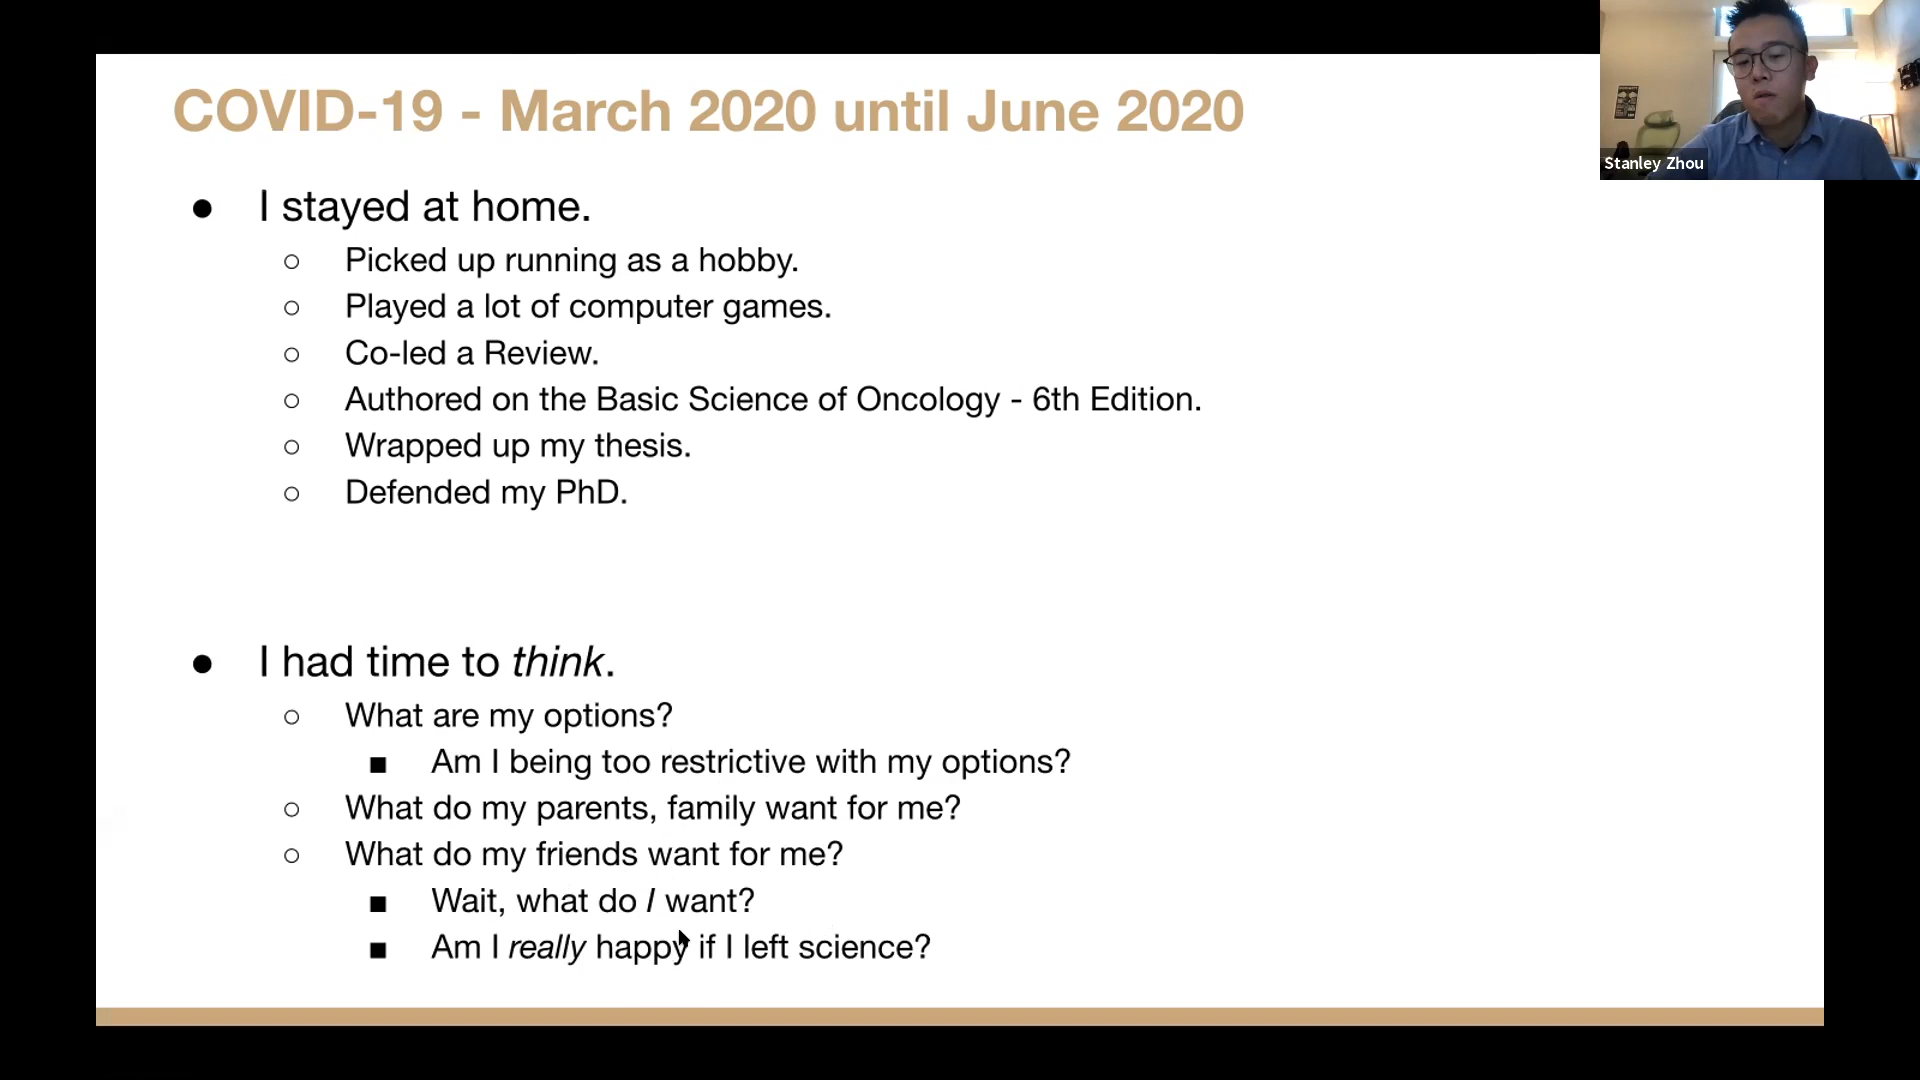 COVID-19 - March 2020 until June 2020
Stanley Zhou
● I stayed at home.
○ Picked up running as a hobby.
○ Played a lot of computer games.
○ Co-led a Review.
○ Authored on the Basic Science of Oncology - 6th Edition.
○ Wrapped up my thesis.
○ Defended my PhD.
● I had time to think.
○ What are my options?
■ Am I being too restrictive with my options?
○ What do my parents, family want for me?
○ What do my friends want for me?
■ Wait, what do I want?
■ Am I really happy if I left science?